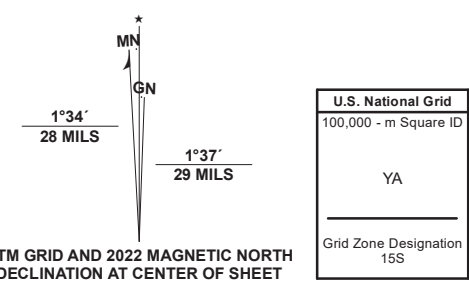 MN
GN
1°34´
28 MILS
1°37´
29 MILS
TM GRID AND 2022 MAGNETIC NORTH
DECLINATION AT CENTER OF SHEET
U.S. National Grid
100,000 - m Square ID
YA
Grid Zone Designation
15S